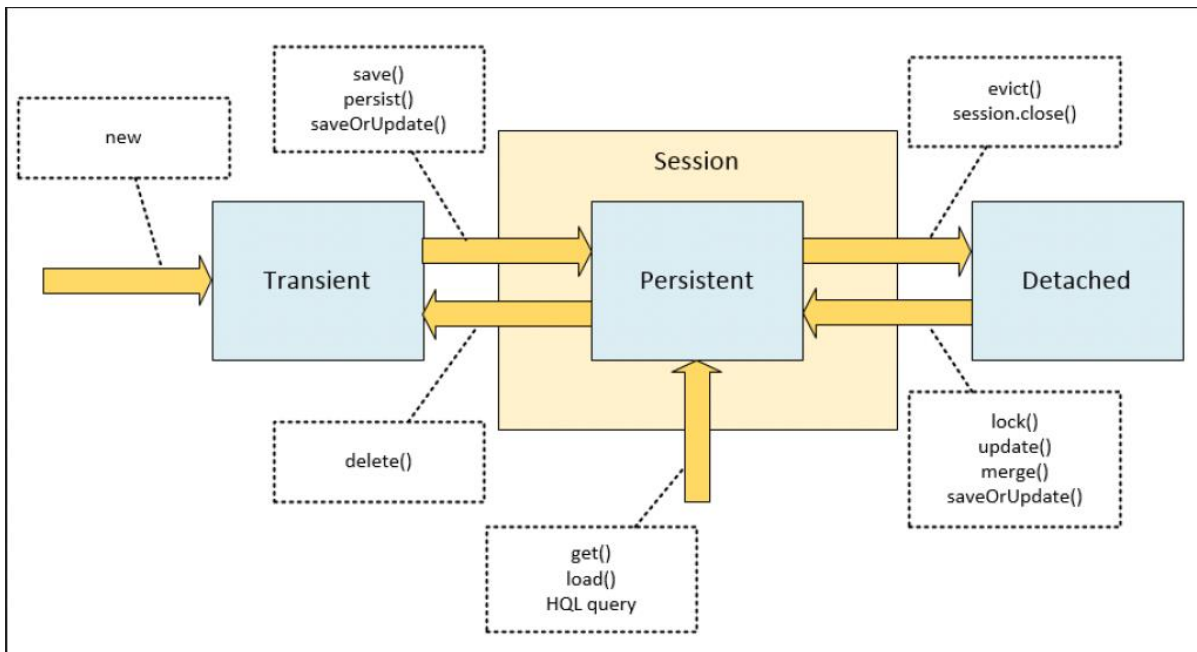 save()
persist()
saveOrUpdate()
evict()
session.close()
new
Session
Transient
Persistent
Detached
delete()
lock()
update()
merge()
saveOrUpdate()
get()
load()
HQL query